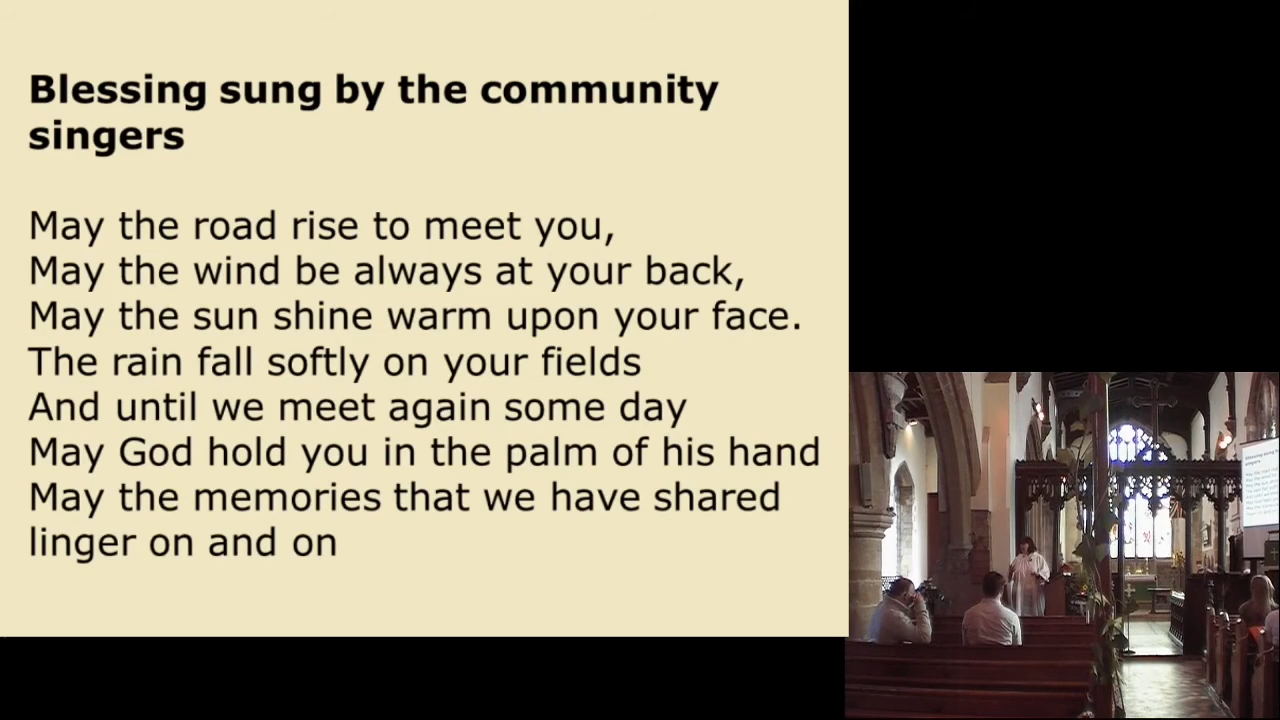 Blessing sung by the community
singers
May the road rise to meet you,
May the wind be always at your back,
May the sun shine warm upon your face.
The rain fall softly on your fields
And until we meet again some day
May God hold you in the palm of his hand
May the memories that we have shared
linger on and on